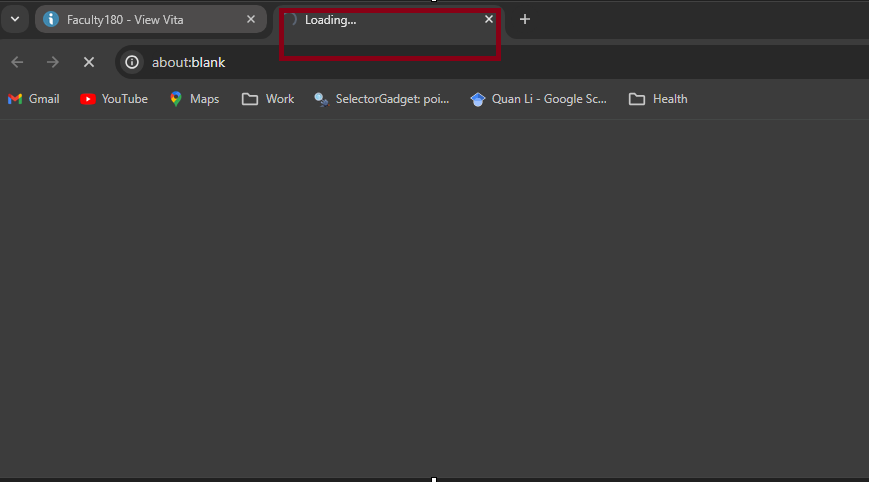 Faculty180 - View Vita
Loading...
about:blank
Gmail
YouTube
Maps
Work
SelectorGadget: poi...
Quan Li - Google Sc...
Health